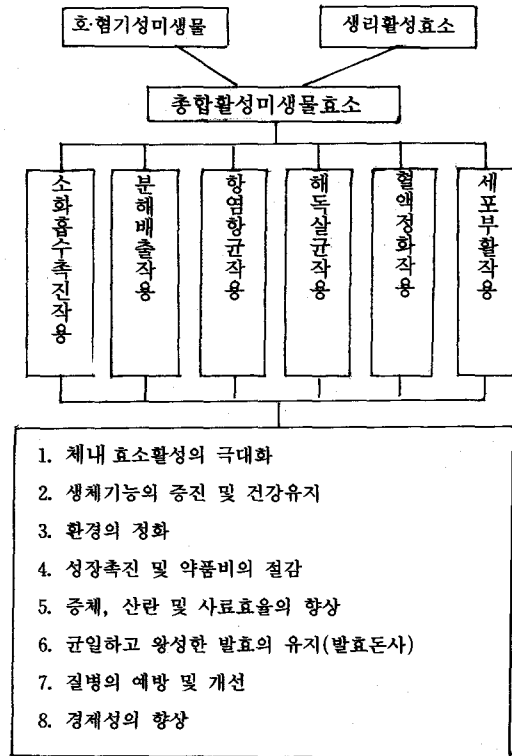 호·혐기성미생물
생리활성효소
총합활성미생물효소
소화흡수촉진작용
분해배출작용
항염항균작용
해독살균작용
혈액정화작용
세포부활작용
1. 체내 효소활성의 극대화
2. 생체기능의 증진 및 건강유지
3. 환경의 정화
4. 성장촉진 및 약품비의 절감
5. 증체, 산란 및 사료효율의 향상
6. 균일하고 왕성한 발효의 유지(발효돈사)
7. 질병의 예방 및 개선
8. 경제성의 향상